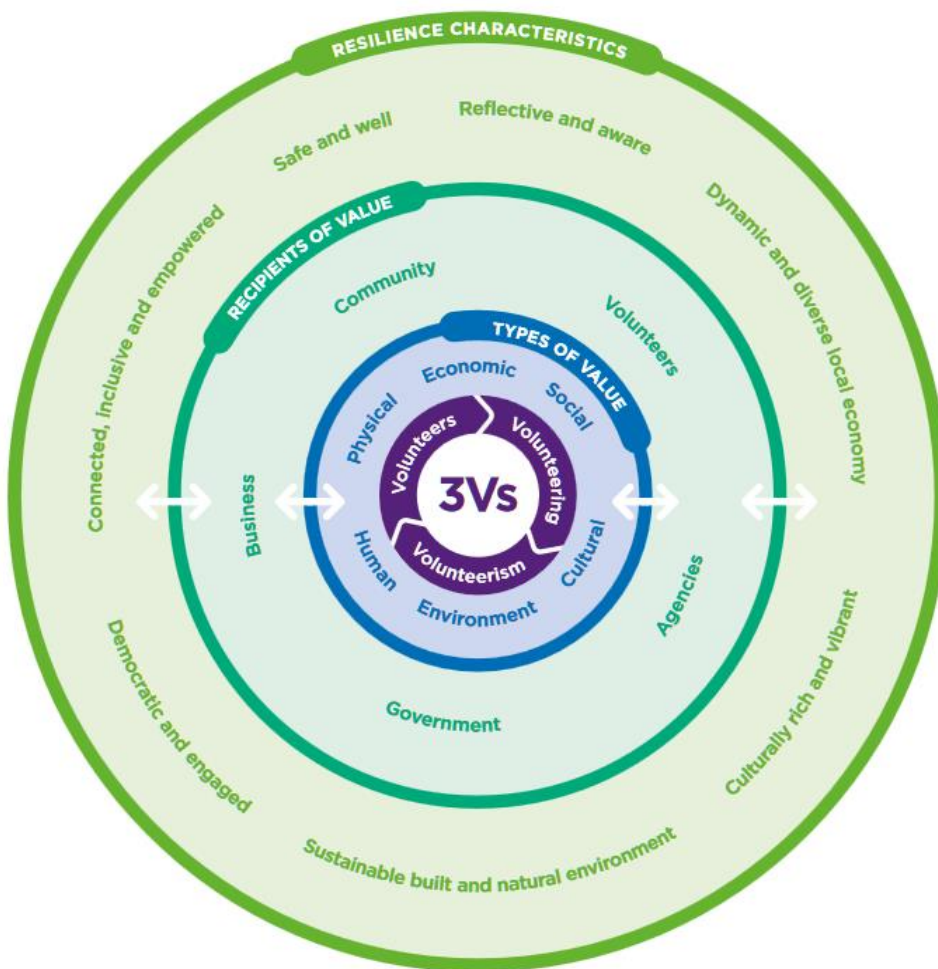 RESILIENCE CHARACTERISTICS
Safe and well
Reflective and aware
Dynamic and diverse local economy
Culturally rich and vibrant
Sustainable built and natural environment
Democratic and engaged
Connected, inclusive and empowered
RECIPIENTS OF VALUE
Community
Volunteers
Agencies
Government
Business
TYPES OF VALUE
Economic
Social
Cultural
Environment
Human
Physical
Volunteers
Volunteering
Volunteerism
3Vs